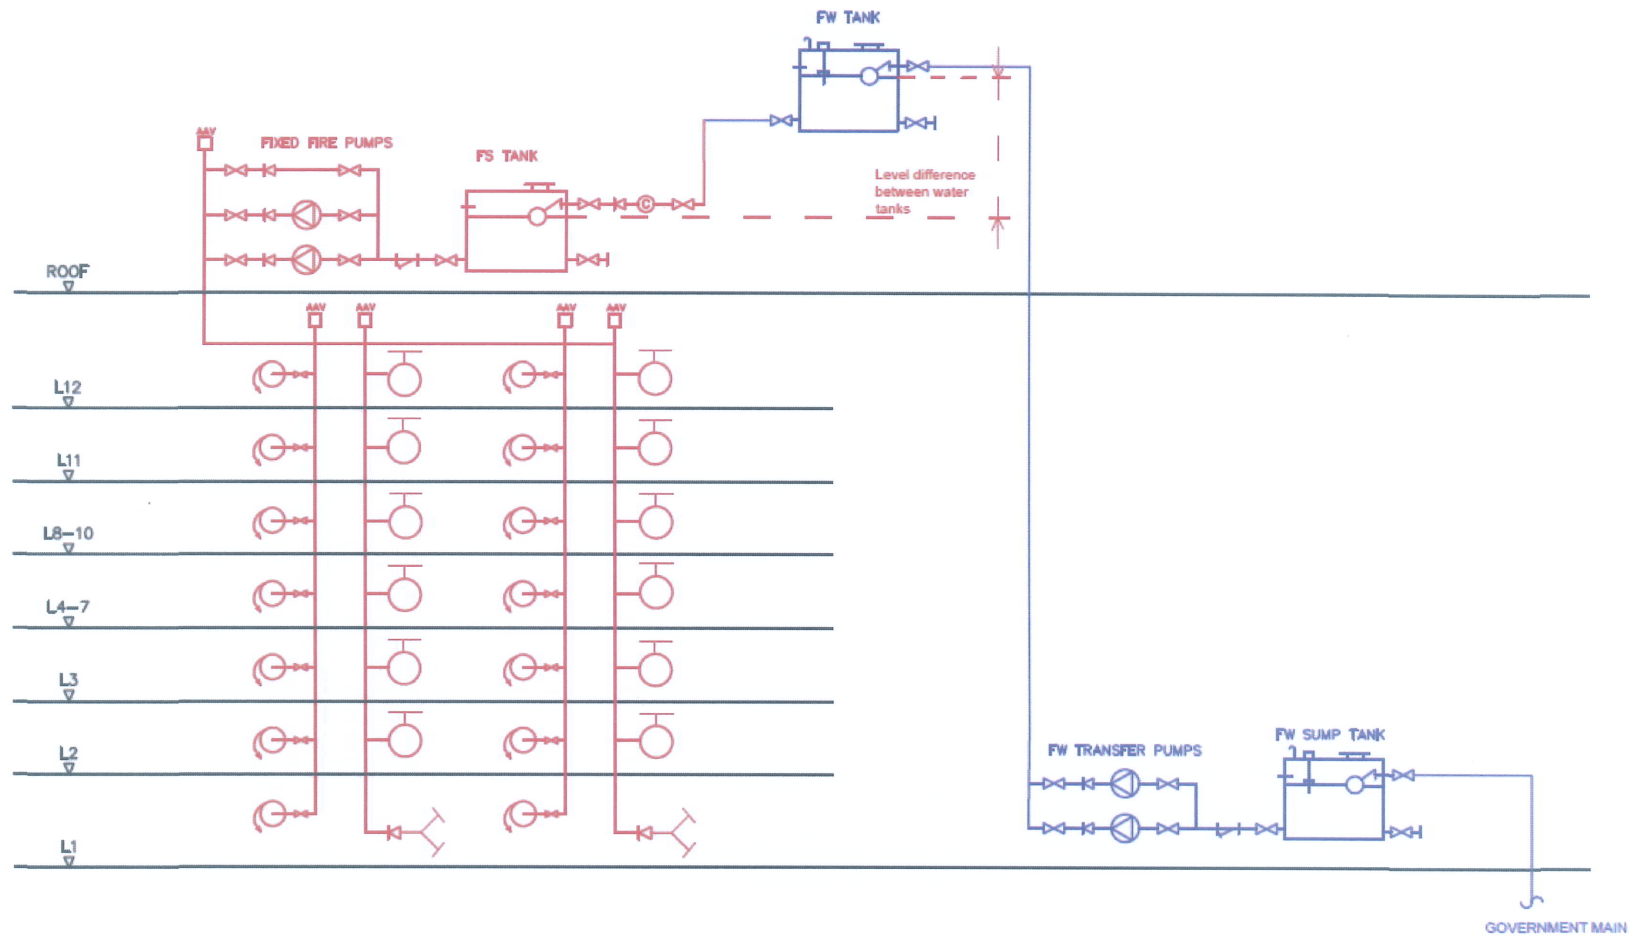 FW TANK
AAV
FIXED FIRE PUMPS
FS TANK
Level difference
between water
tanks
C
ROOF
AAV AAV AAV AAV
L12
L11
L8-10
L4-7
L3
L2
FW TRANSFER PUMPS
FW SUMP TANK
L1
GOVERNMENT MAIN